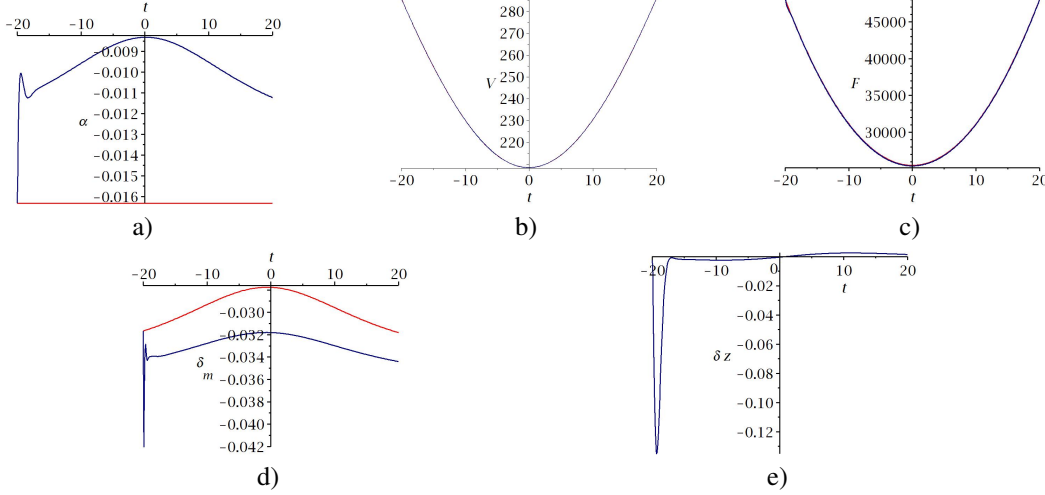 t
-20 -10 0 10 20
-0.009
-0.010
-0.011
α
-0.012
-0.013
-0.014
-0.015
-0.016
a)
280
270
V 260
250
240
230
220
-20 -10 0 10 20
t
b)
45000
40000
F
35000
30000
-20 -10 0 10 20
t
c)
t
-20 -10 0 10 20
-0.030
-0.032
δm -0.034
-0.036
-0.038
-0.040
-0.042
d)
-20 -10 0 10 20
t
-0.02
-0.04
-0.06
δ z
-0.08
-0.10
-0.12
e)